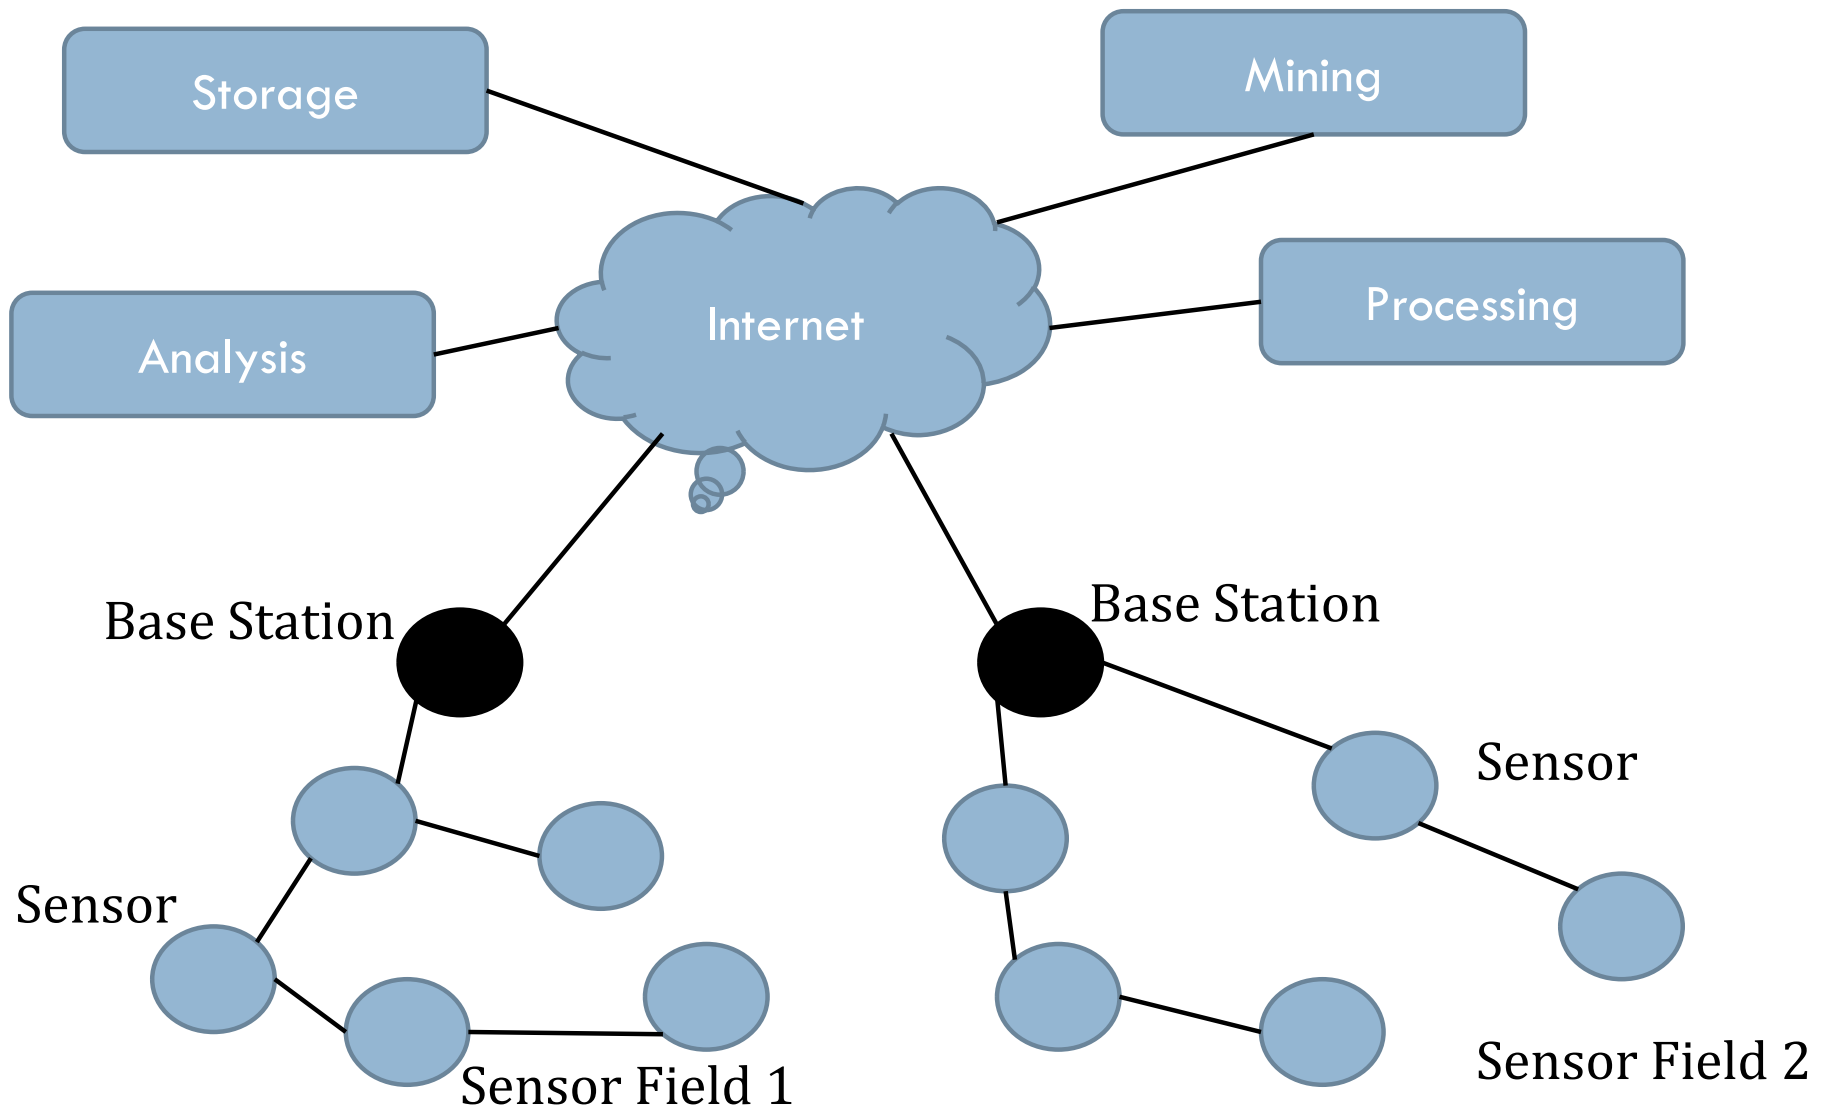 Storage
Mining
Analysis
Internet
Processing
Base Station
Base Station
Sensor
Sensor
Sensor Field 1
Sensor Field 2